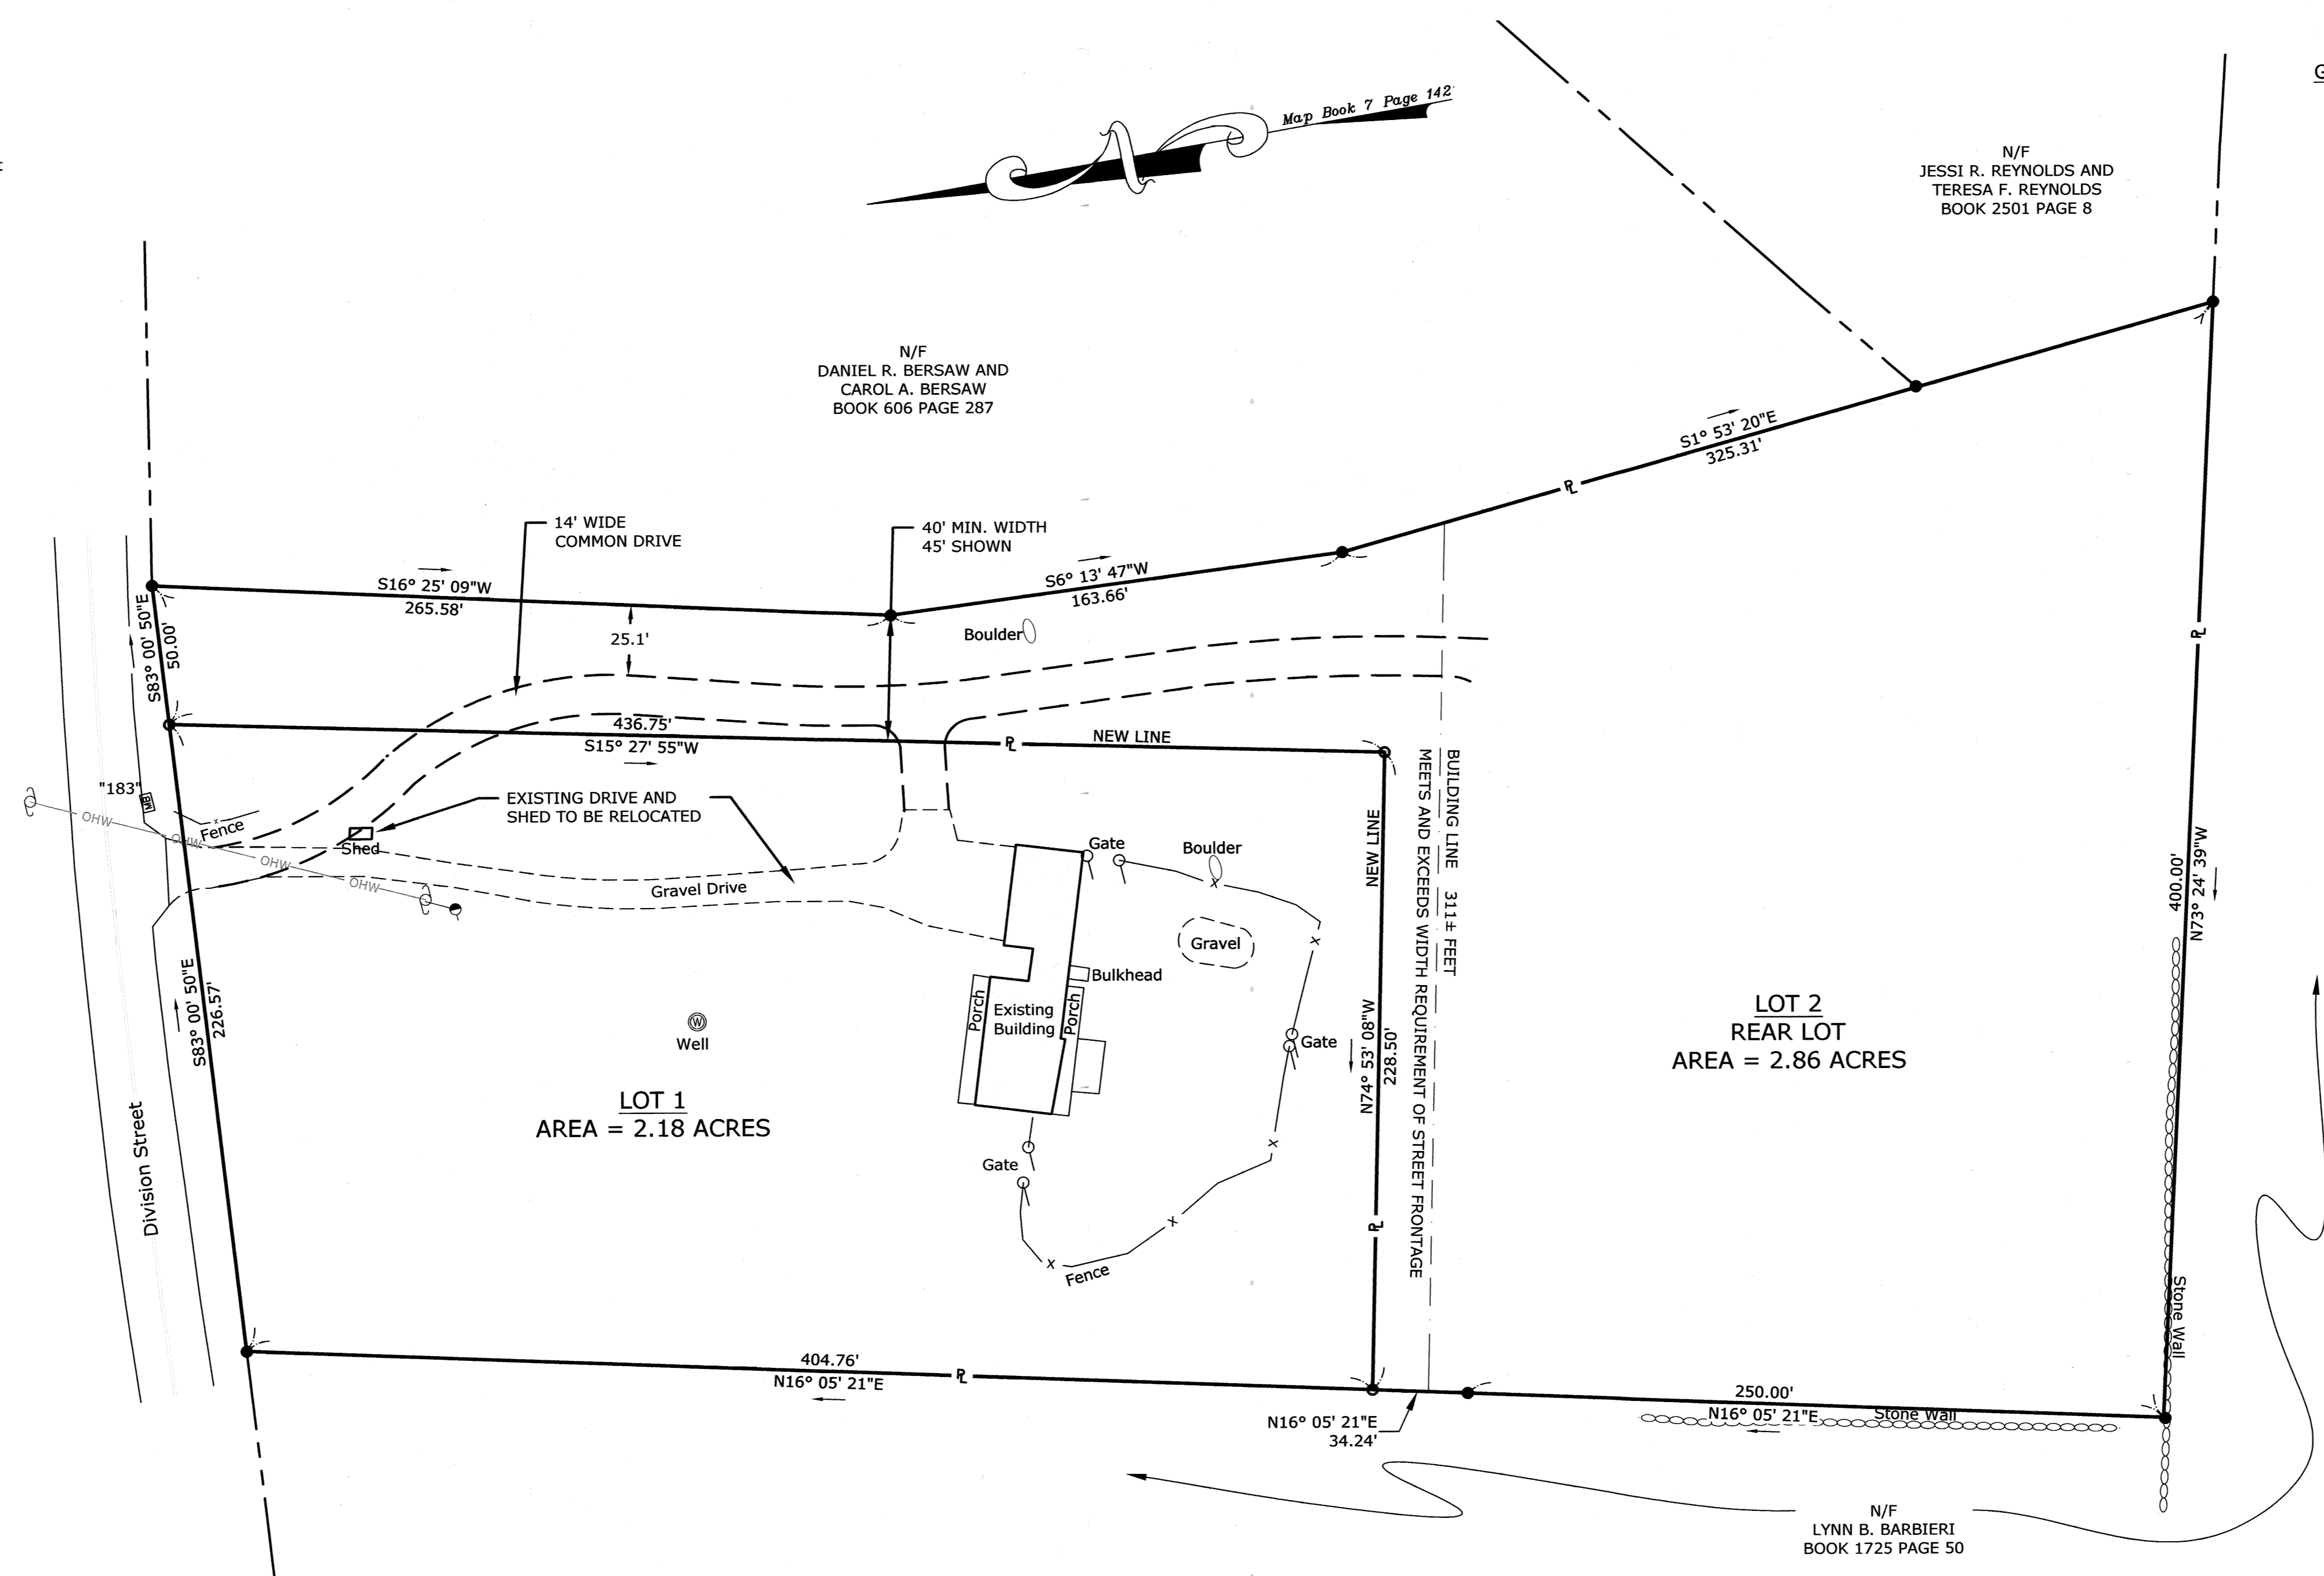 Map Book 7 Page 142
G
N/F
JESSI R. REYNOLDS AND
TERESA F. REYNOLDS
BOOK 2501 PAGE 8
N/F
DANIEL R. BERSAW AND
CAROL A. BERSAW
BOOK 606 PAGE 287
S1° 53' 20"E
325.31'
PL
14' WIDE
COMMON DRIVE
40' MIN. WIDTH
45' SHOWN
S16° 25' 09"W
265.58'
S6° 13' 47"W
163.66'
25.1'
Boulder
S83° 00' 50"E
50.00'
436.75'
S15° 27' 55"W
PL
NEW LINE
PL
"183"
MB
OHW
OHW
OHW
OHW
Fence
Shed
EXISTING DRIVE AND
SHED TO BE RELOCATED
Gravel Drive
Gate
Boulder
x
x
Gravel
x
Bulkhead
Porch
Existing
Building
Porch
Gate
W
Well
NEW LINE
N74° 53' 08"W
228.50'
PL
BUILDING LINE 311± FEET
MEETS AND EXCEEDS WIDTH REQUIREMENT OF STREET FRONTAGE
400.00'
N73° 24' 39"W
LOT 2
REAR LOT
AREA = 2.86 ACRES
S83° 00' 50"E
226.57'
Division Street
LOT 1
AREA = 2.18 ACRES
x
Gate
x
x
Fence
Stone Wall
404.76'
N16° 05' 21"E
PL
N16° 05' 21"E
34.24'
250.00'
N16° 05' 21"E
Stone Wall
N/F
LYNN B. BARBIERI
BOOK 1725 PAGE 50